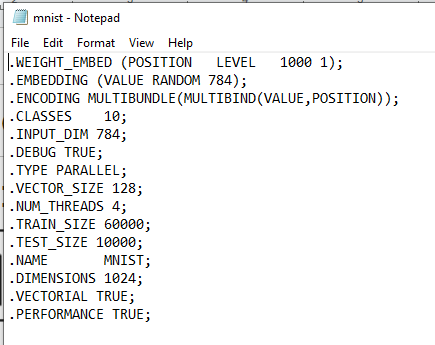 mnist - Notepad
File Edit Format View Help
.WEIGHT_EMBED (POSITION LEVEL 1000 1);
.EMBEDDING (VALUE RANDOM 784);
.ENCODING MULTIBUNDLE(MULTIBIND(VALUE,POSITION));
.CLASSES 10;
.INPUT_DIM 784;
.DEBUG TRUE;
.TYPE PARALLEL;
.VECTOR_SIZE 128;
.NUM_THREADS 4;
.TRAIN_SIZE 60000;
.TEST_SIZE 10000;
.NAME MNIST;
.DIMENSIONS 1024;
.VECTORIAL TRUE;
.PERFORMANCE TRUE;